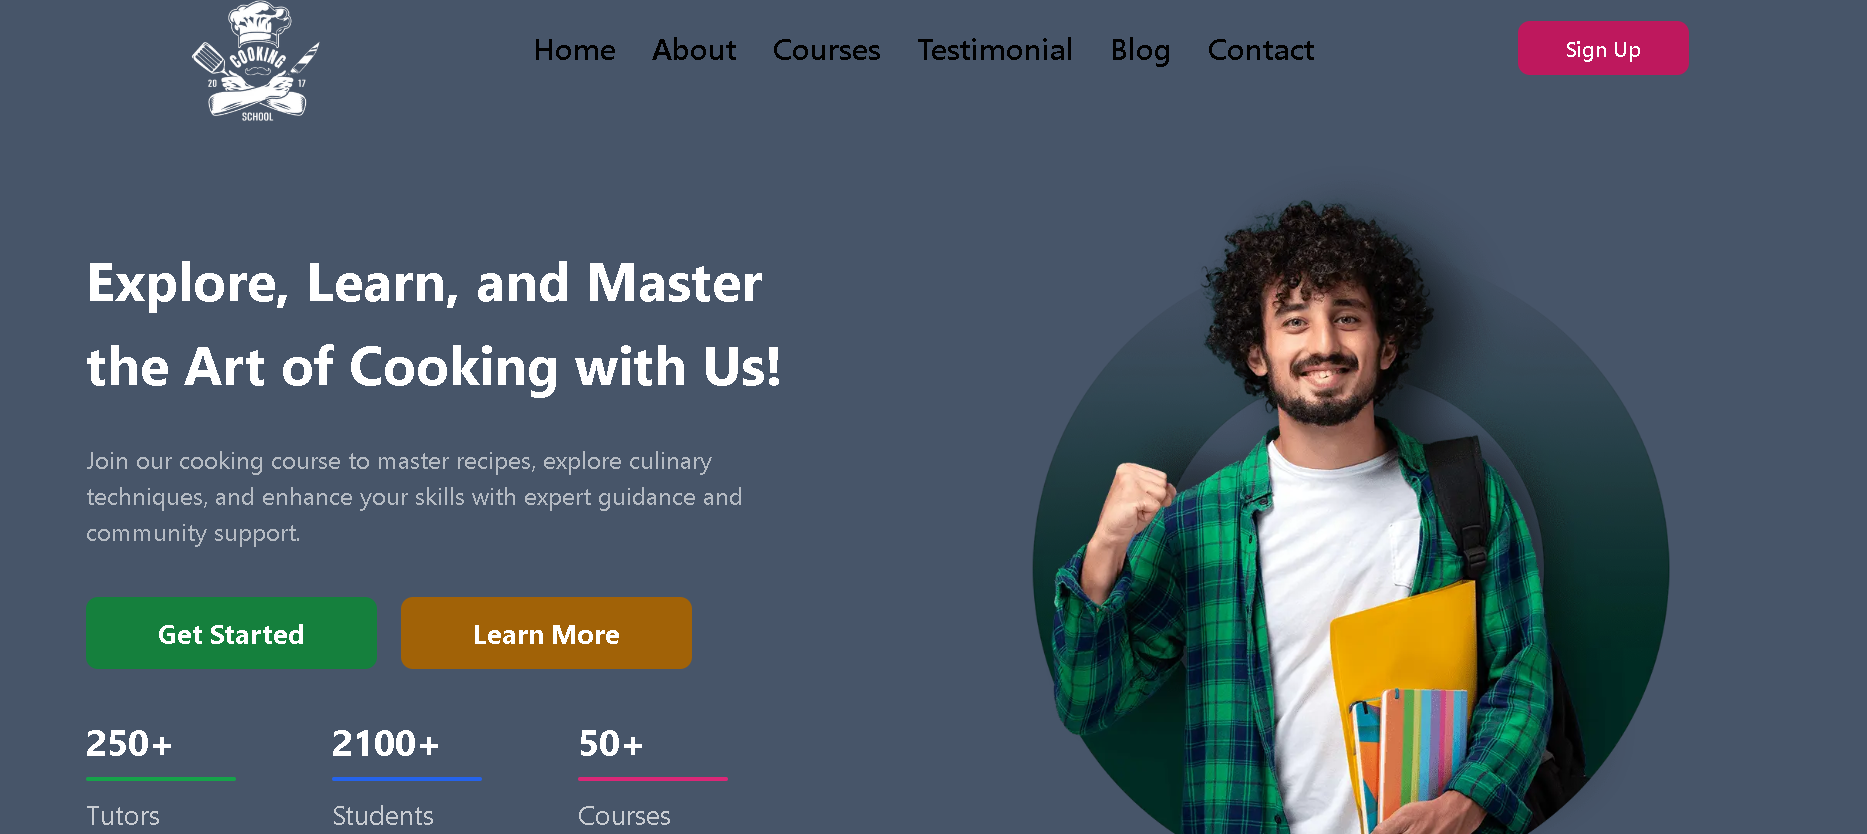 COOKING
20 17
SCHOOL
Home About Courses Testimonial Blog Contact
Sign Up
Explore, Learn, and Master
the Art of Cooking with Us!
Join our cooking course to master recipes, explore culinary
techniques, and enhance your skills with expert guidance and
community support.
Get Started Learn More
250+ 2100+ 50+
Tutors Students Courses